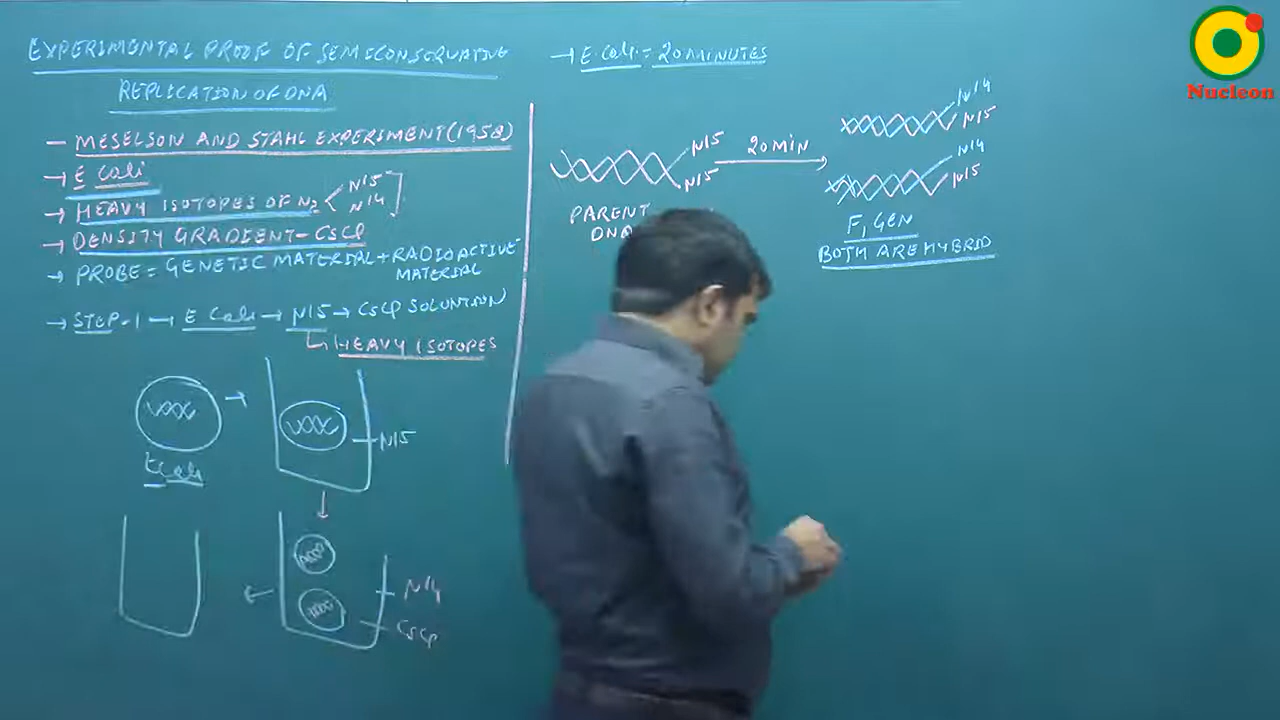 EXPERIMENTAL PROOF OF SEMICONSERVATIVE
REPLICATION OF DNA
- MESELSON AND STAHL EXPERIMENT (1958)
→ E Coli
→ HEAVY ISOTOPES OF N2 < N15 N14
→ DENSITY GRADIENT - CSCl
→ PROBE = GENETIC MATERIAL + RADIOACTIVE
MATERIAL
→ STEP-1 → E Coli → N15 → CSCl SOLUNTION
HEAVY ISOTOPES
N15
E Coli
N14
CSCl
→ E. Coli = 20 MINUTES
N15
N15
PARENT
DNA
20 MIN
N14
N15
N14
N15
F1 GEN
BOTH ARE HYBRID
Nucleon